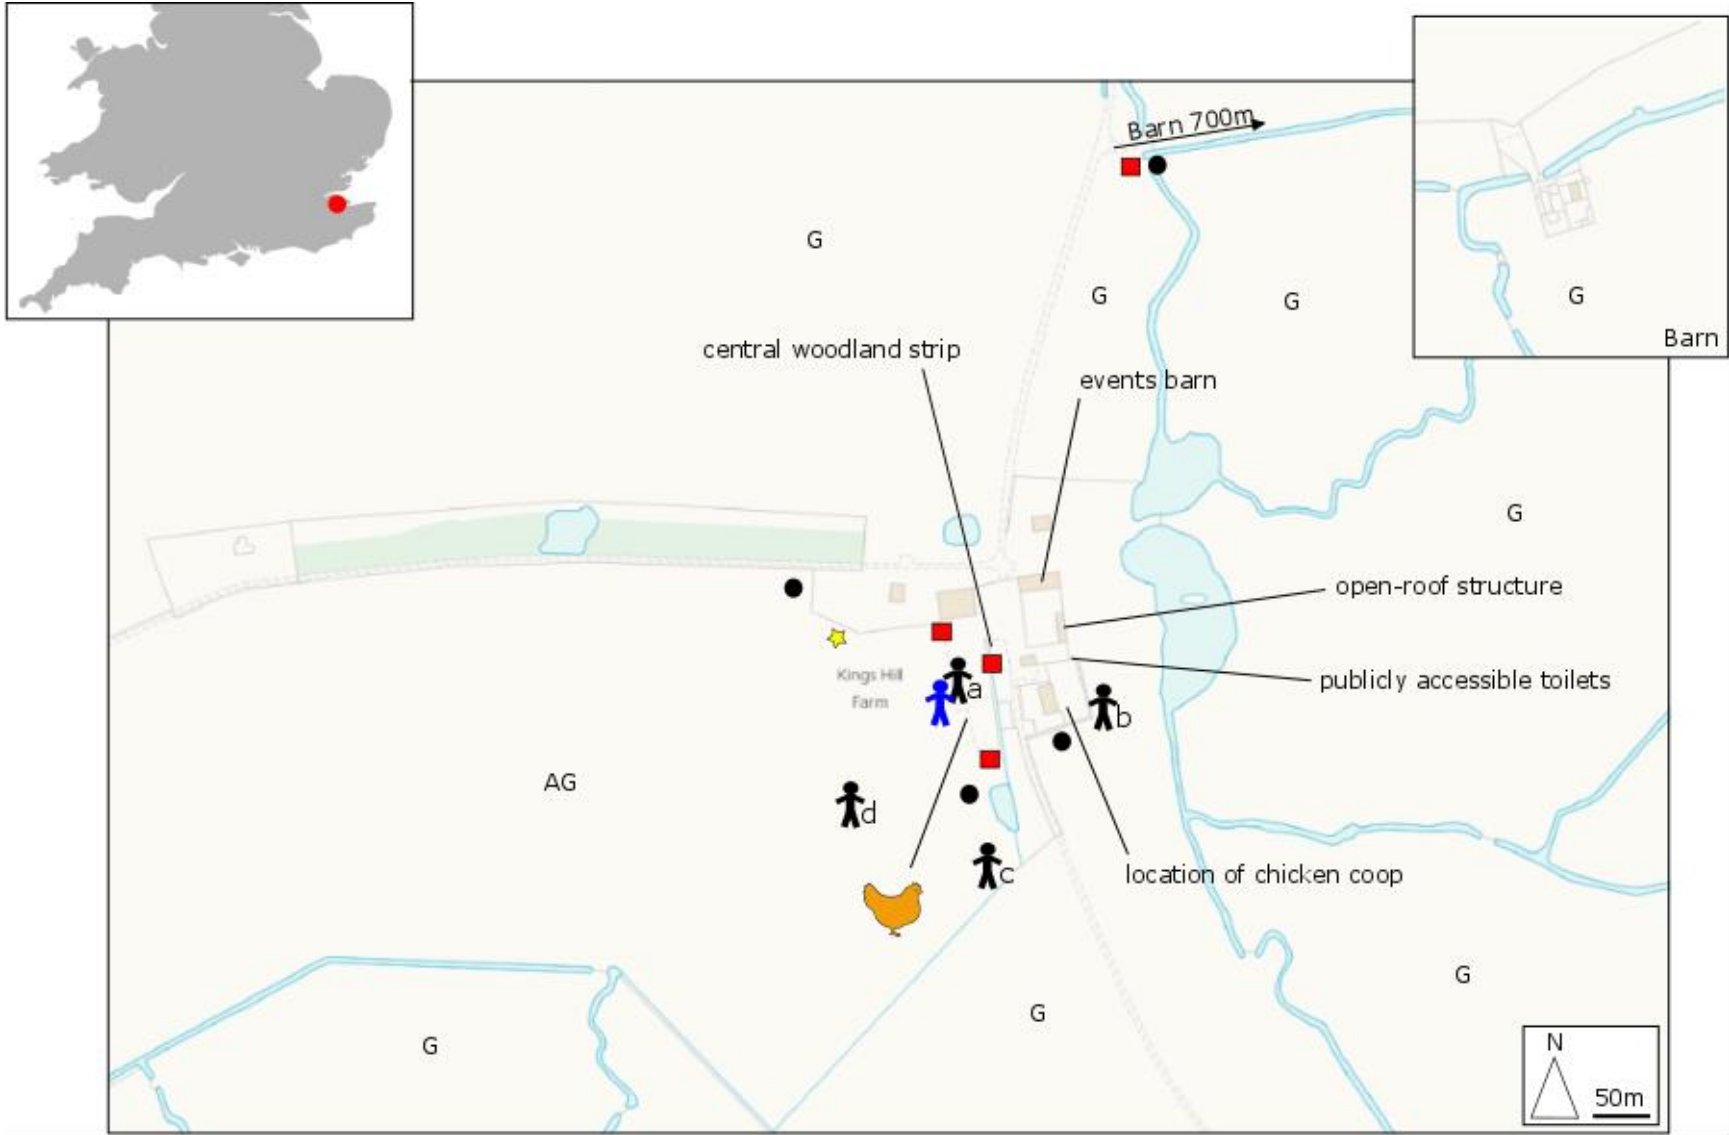 Barn 700m
G
G
G
G
Barn
central woodland strip
events barn
G
open-roof structure
Kings Hill
Farm
a
publicly accessible toilets
b
AG
d
c
location of chicken coop
G
G
G
N
50m